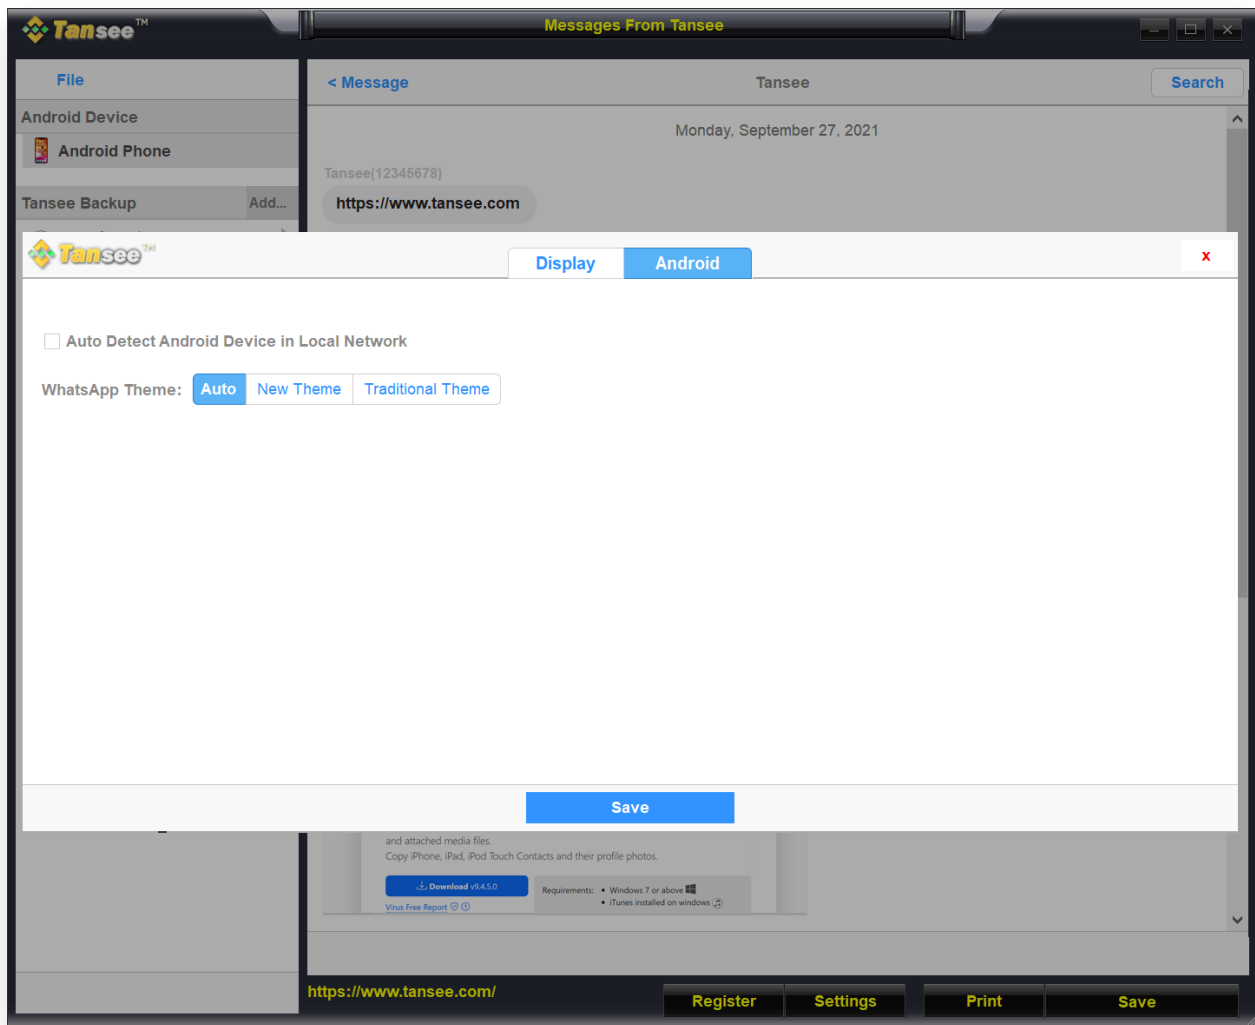 Tansee™
Messages From Tansee
File
< Message
Tansee
Search
Android Device
Monday, September 27, 2021
Android Phone
Tansee(12345678)
Tansee Backup
Add...
https://www.tansee.com
Tansee™
Display
Android
x
Auto Detect Android Device in Local Network
WhatsApp Theme:
Auto
New Theme
Traditional Theme
Save
and attached media files.
Copy iPhone, iPad, iPod Touch Contacts and their profile photos.
Download v9.4.5.0
Requirements:
• Windows 7 or above
Virus Free Report
• iTunes installed on windows
https://www.tansee.com/
Register
Settings
Print
Save